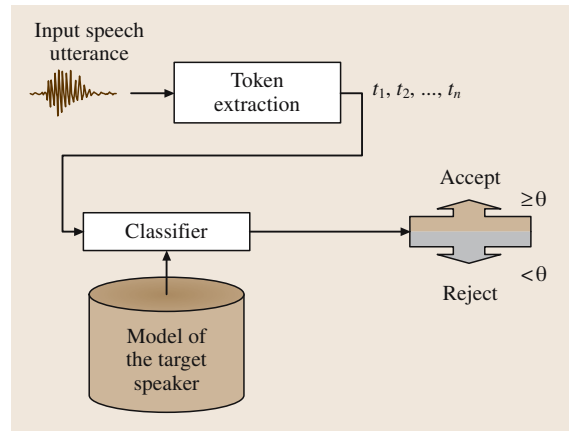 Input speech
utterance
Token
extraction
t₁, t₂, ..., tₙ
Accept
≥θ
Classifier
<θ
Reject
Model of
the target
speaker